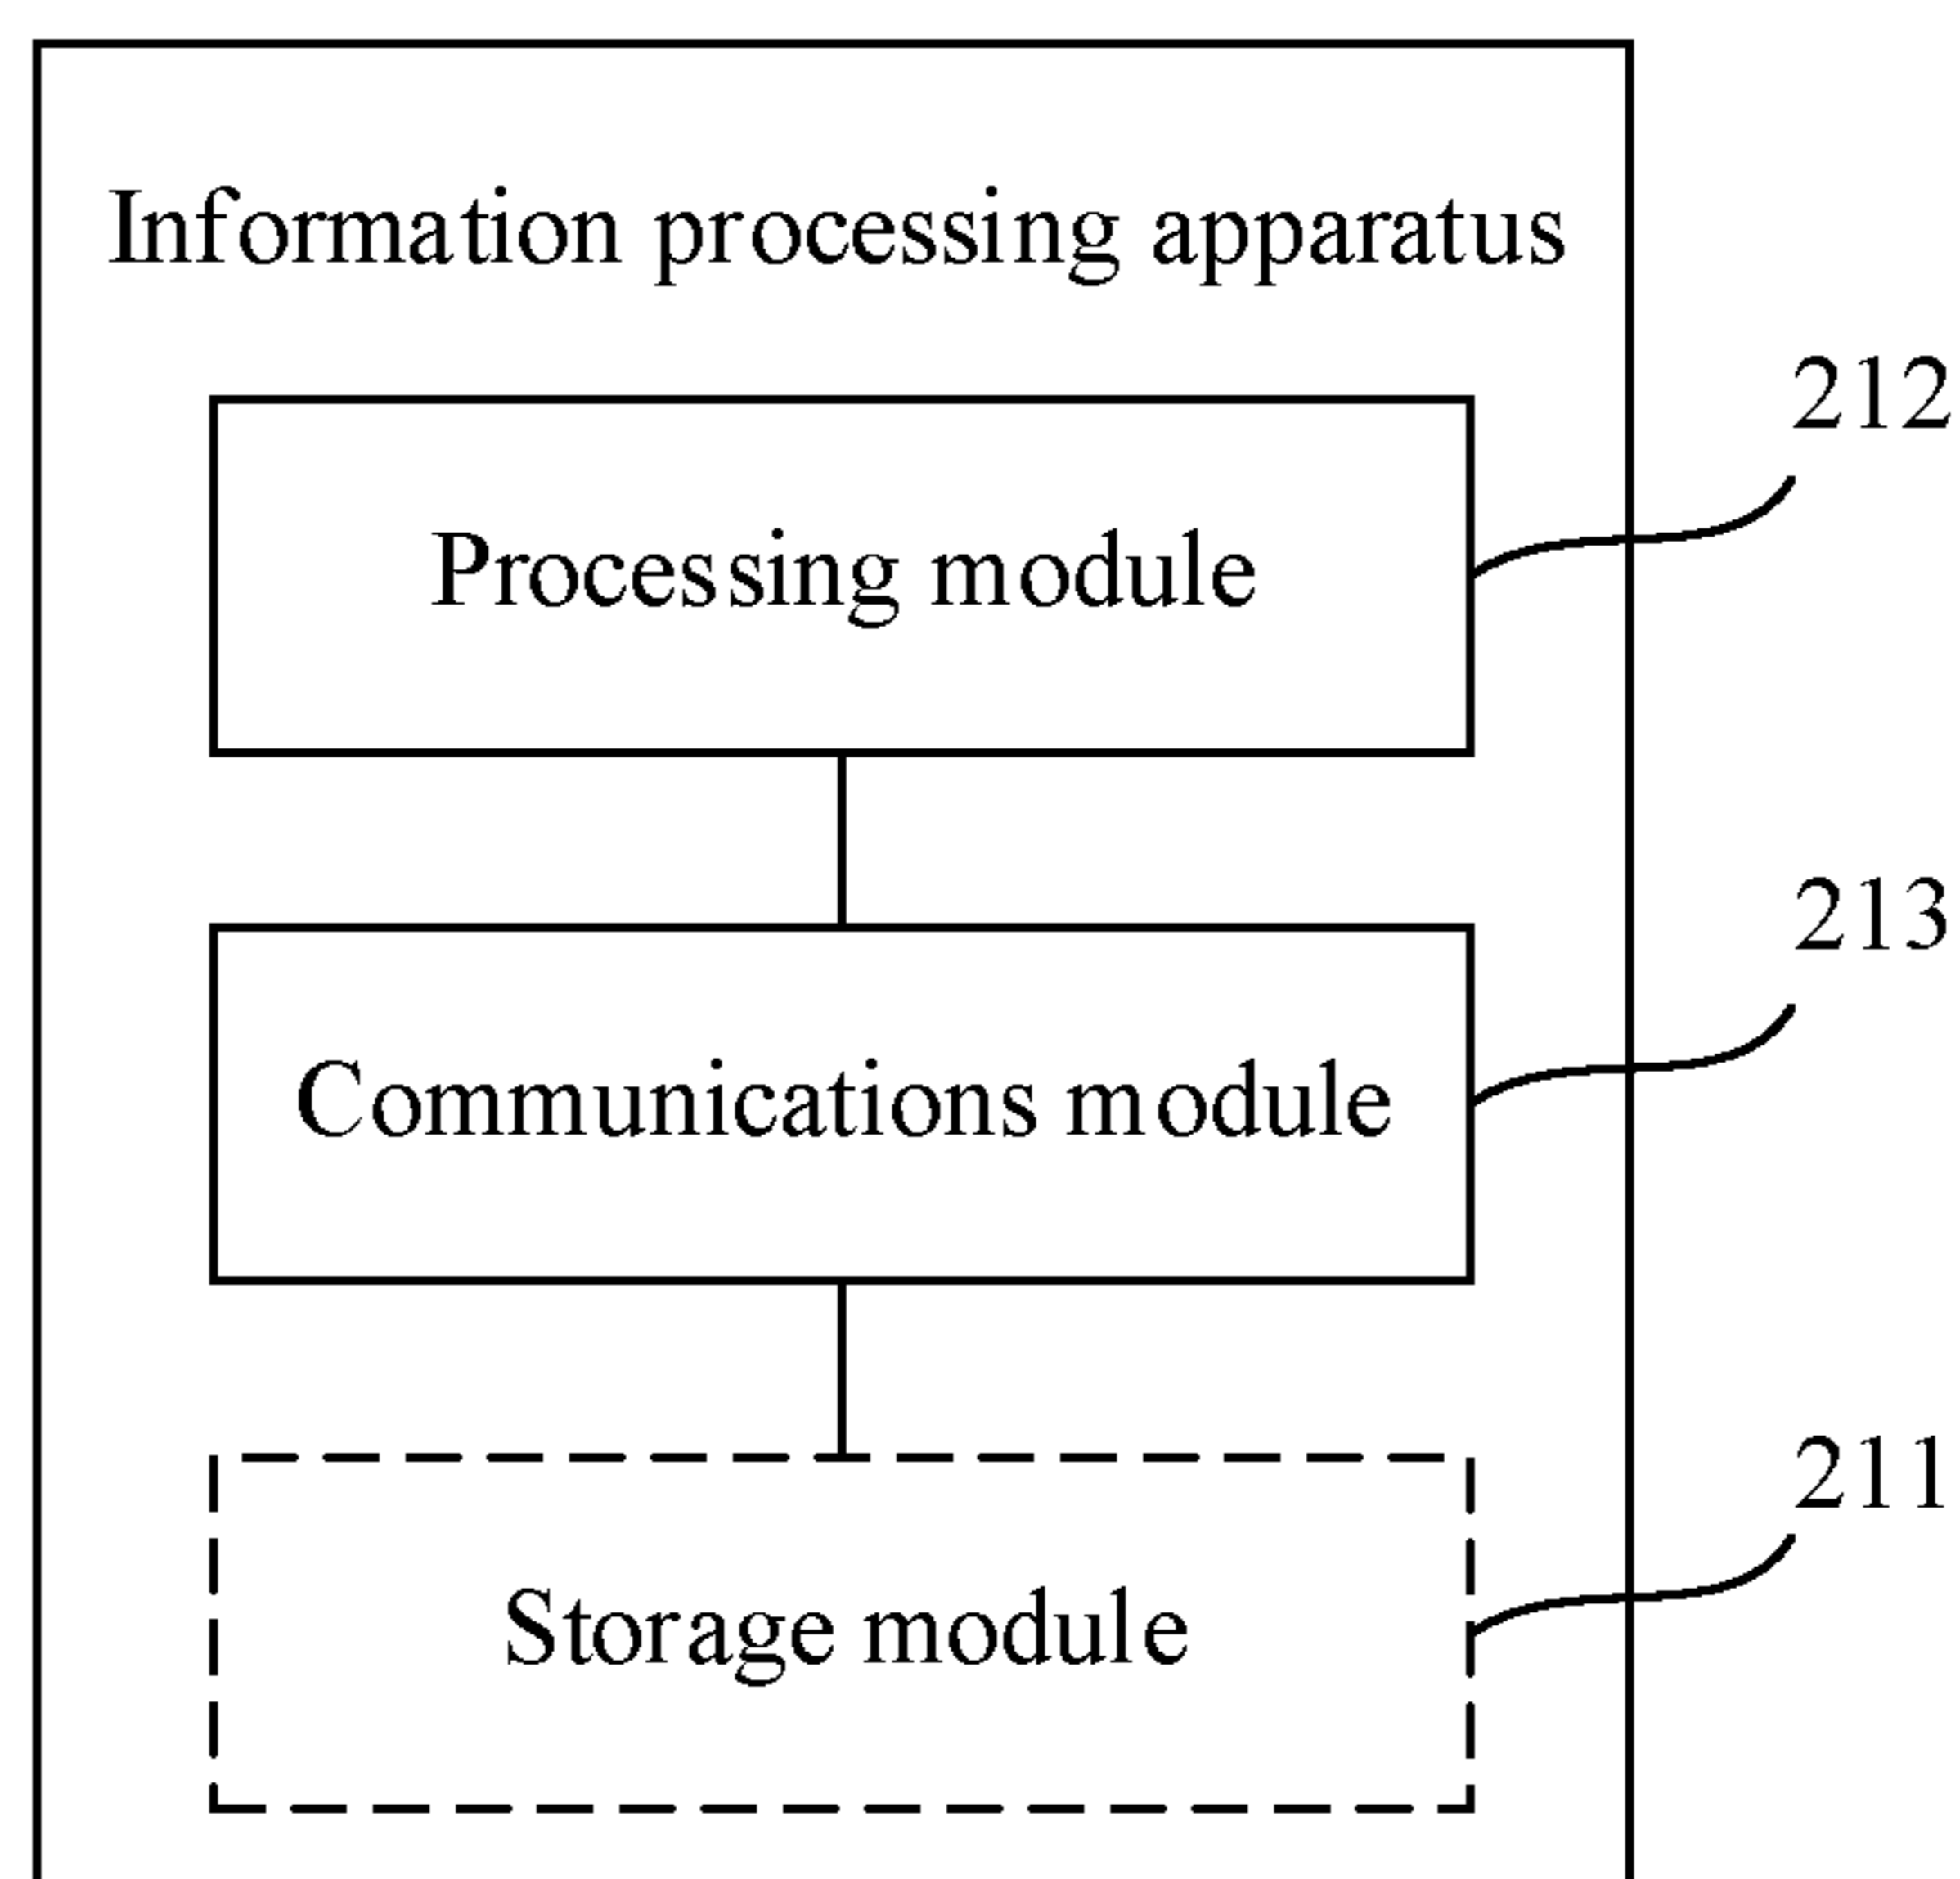 Information processing apparatus
212
Processing module
213
Communications module
211
Storage module